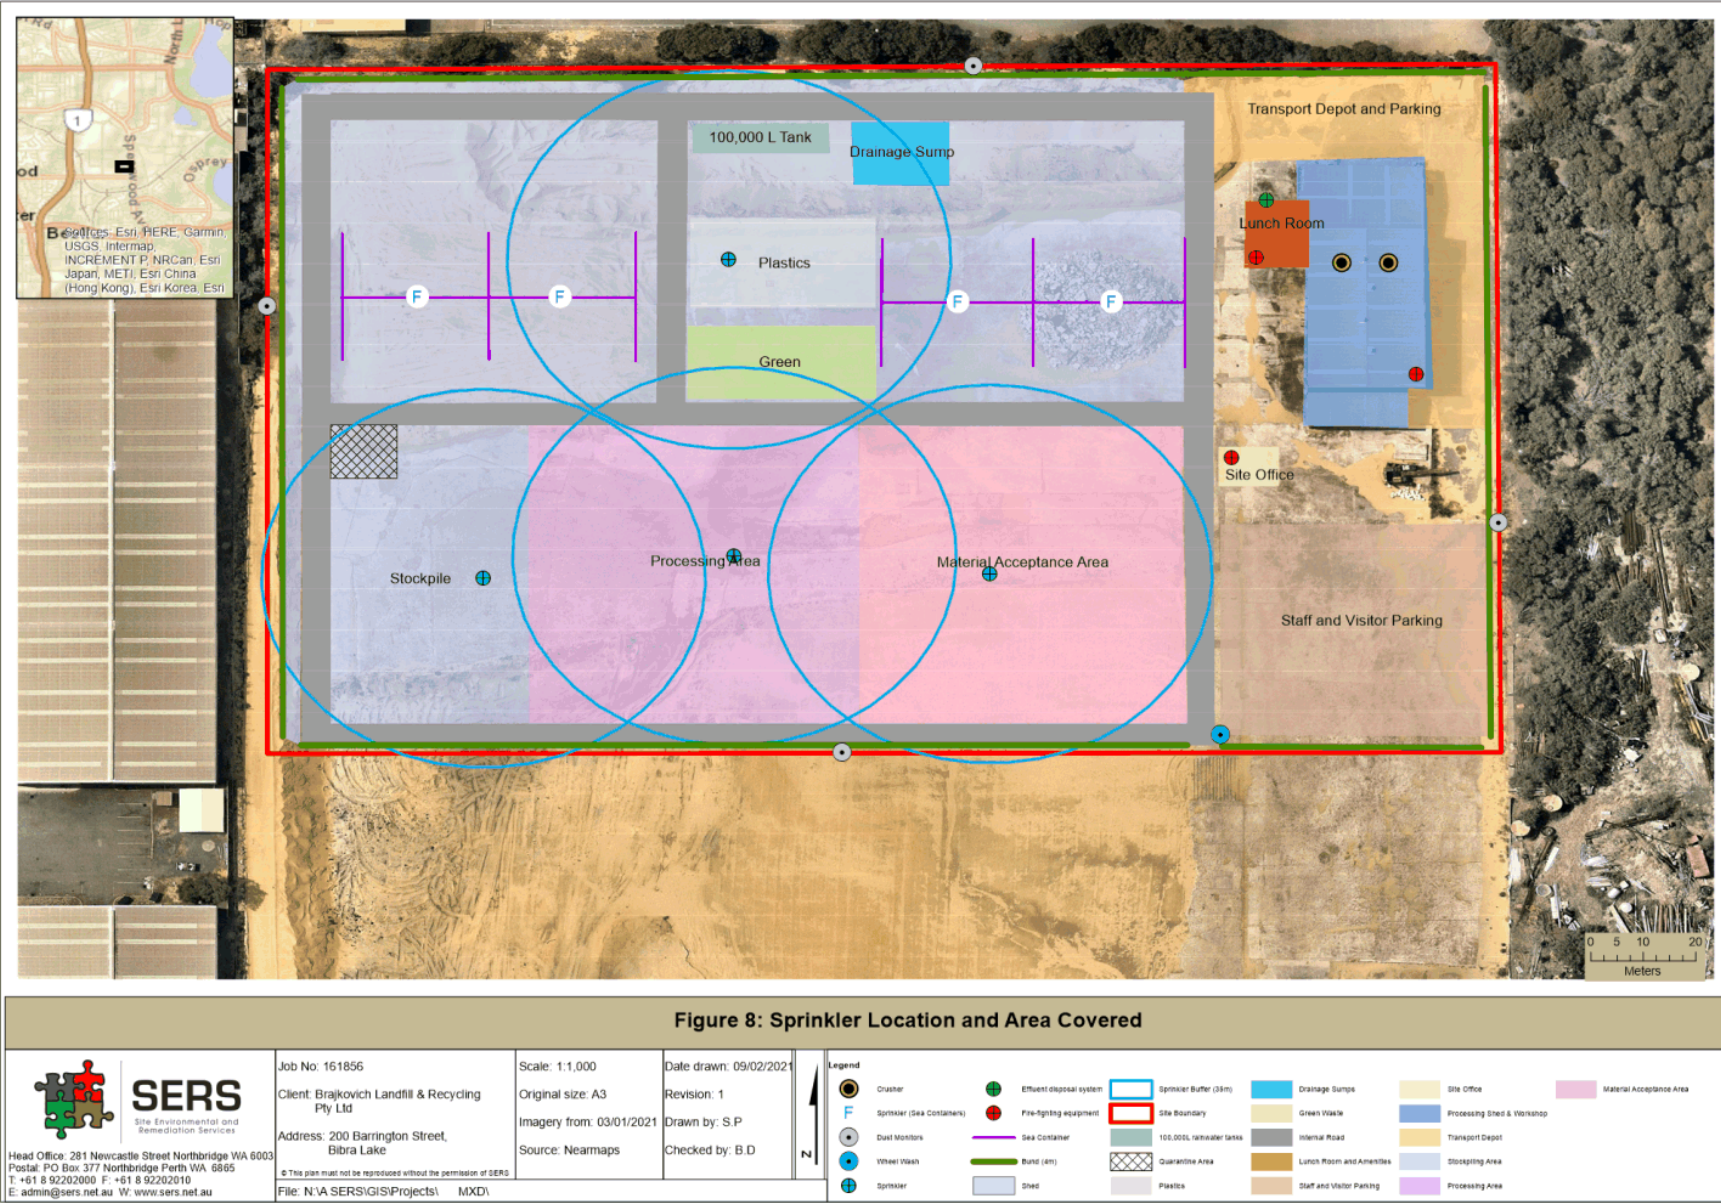 1
North L
Hop
Spearwood Av
Osprey
od
er
Be
Sources: Esri, HERE, Garmin,
USGS, Intermap,
INCREMENT P, NRCan, Esri
Japan, METI, Esri China
(Hong Kong), Esri Korea, Esri
Transport Depot and Parking
100,000 L Tank
Drainage Sump
Lunch Room
Plastics
F
F
F
F
Green
Site Office
Stockpile
Processing Area
Material Acceptance Area
Staff and Visitor Parking
0 5 10 20
Meters
Figure 8: Sprinkler Location and Area Covered
SERS
Site Environmental and
Remediation Services
Head Office: 281 Newcastle Street Northbridge WA 6003
Postal: PO Box 377 Northbridge Perth WA 6865
T: +61 8 92202000 F: +61 8 92202010
E: admin@sers.net.au W: www.sers.net.au
Job No: 161856
Client: Brajkovich Landfill & Recycling
Pty Ltd
Address: 200 Barrington Street,
Bibra Lake
© This plan must not be reproduced without the permission of SERS
File: N:\A SERS\GIS\Projects\ MXD\
Scale: 1:1,000
Original size: A3
Imagery from: 03/01/2021
Source: Nearmaps
Date drawn: 09/02/2021
Revision: 1
Drawn by: S.P
Checked by: B.D
N
Legend
Crusher
F Sprinkler (Sea Containers)
Dust Monitors
Wheel Wash
Sprinkler
Effluent disposal system
Fire-fighting equipment
Sea Container
Bund (4m)
Shed
Sprinkler Buffer (35m)
Site Boundary
100,000L rainwater tanks
Quarantine Area
Plastics
Drainage Sumps
Green Waste
Internal Road
Lunch Room and Amenities
Staff and Visitor Parking
Site Office
Processing Shed & Workshop
Transport Depot
Stockpiling Area
Processing Area
Material Acceptance Area